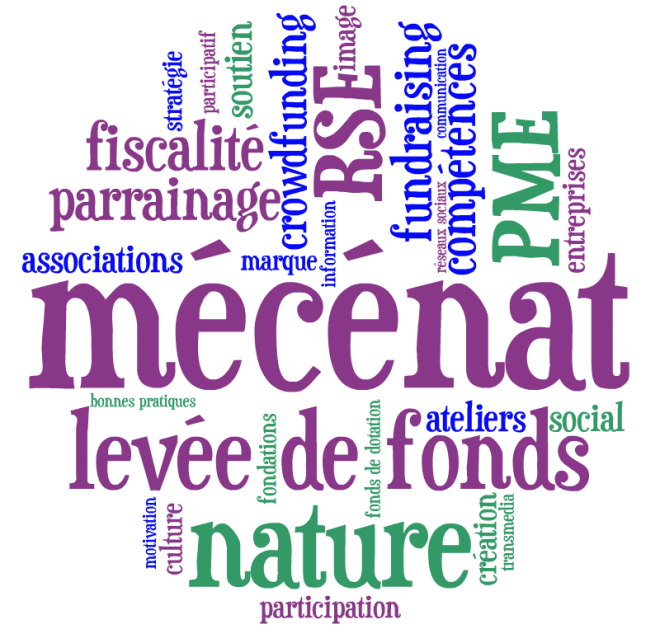 stratégie
participatif
soutien
crowdfunding
RSE
image
fundraising
communication
compétences
réseaux sociaux
PME
entreprises
fiscalité
parrainage
associations
marque
information
mécénat
bonnes pratiques
levée de fonds
fondations
fonds de dotation
ateliers
social
motivation
culture
nature
création
transmedia
participation